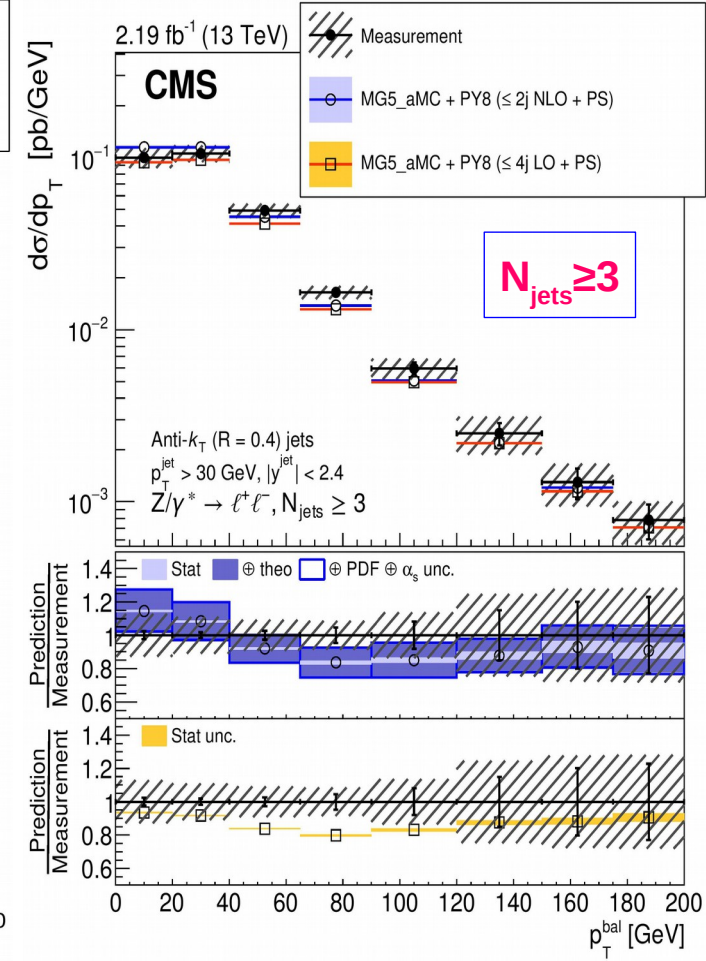 2.19 fb⁻¹ (13 TeV)
Measurement
MG5_aMC + PY8 (≤ 2j NLO + PS)
MG5_aMC + PY8 (≤ 4j LO + PS)
CMS
dσ/dp_T [pb/GeV]
10⁻¹
10⁻²
10⁻³
N_jets≥3
Anti-k_T (R = 0.4) jets
p_T^jet > 30 GeV, |y^jet| < 2.4
Z/γ* → ℓ⁺ℓ⁻, N_jets ≥ 3
Prediction
Measurement
Stat ⊕ theo ⊕ PDF ⊕ α_s unc.
1.4
1.2
1
0.8
0.6
Prediction
Measurement
Stat unc.
1.4
1.2
1
0.8
0.6
0 20 40 60 80 100 120 140 160 180 200
p_T^bal [GeV]
0